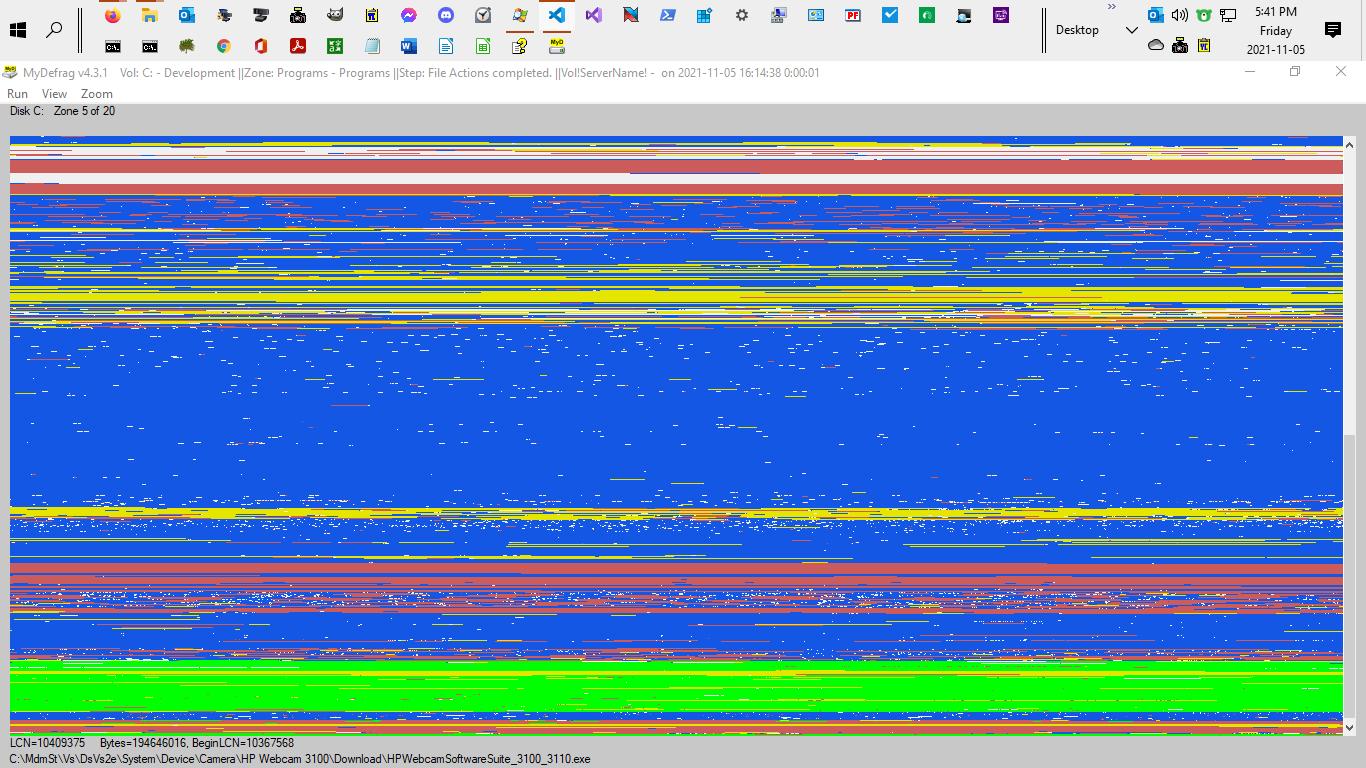 5:41 PM
Desktop
Friday
2021-11-05
MyDefrag v4.3.1 Vol: C: - Development ||Zone: Programs - Programs ||Step: File Actions completed. ||Vol!ServerName! - on 2021-11-05 16:14:38 0:00:01
Run View Zoom
Disk C: Zone 5 of 20
LCN=10409375 Bytes=194646016, BeginLCN=10367568
C:\MdmSt\Vs\DsVs2e\System\Device\Camera\HP Webcam 3100\Download\HPWebcamSoftwareSuite_3100_3110.exe